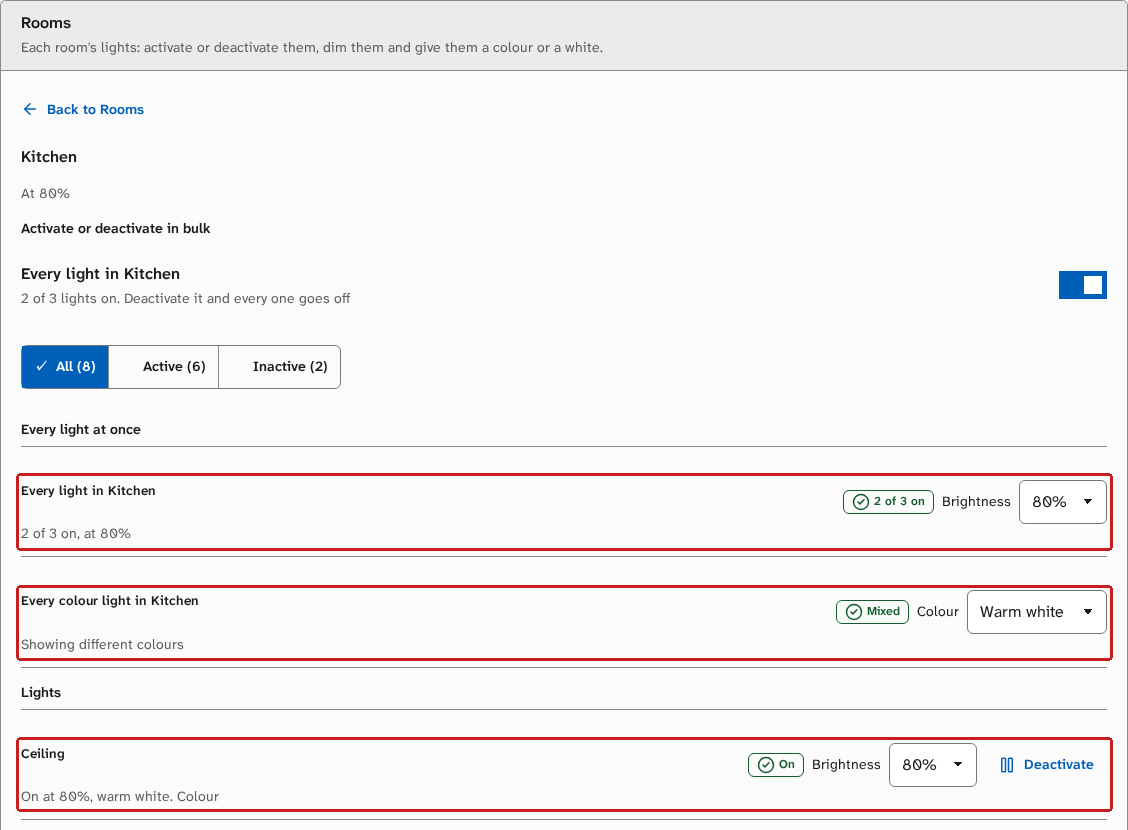 Rooms
Each room's lights: activate or deactivate them, dim them and give them a colour or a white.
Back to Rooms
Kitchen
At 80%
Activate or deactivate in bulk
Every light in Kitchen
2 of 3 lights on. Deactivate it and every one goes off
✓ All (8) Active (6) Inactive (2)
Every light at once
Every light in Kitchen
2 of 3 on Brightness 80%
2 of 3 on, at 80%
Every colour light in Kitchen
Mixed Colour Warm white
Showing different colours
Lights
Ceiling
On Brightness 80% Deactivate
On at 80%, warm white. Colour